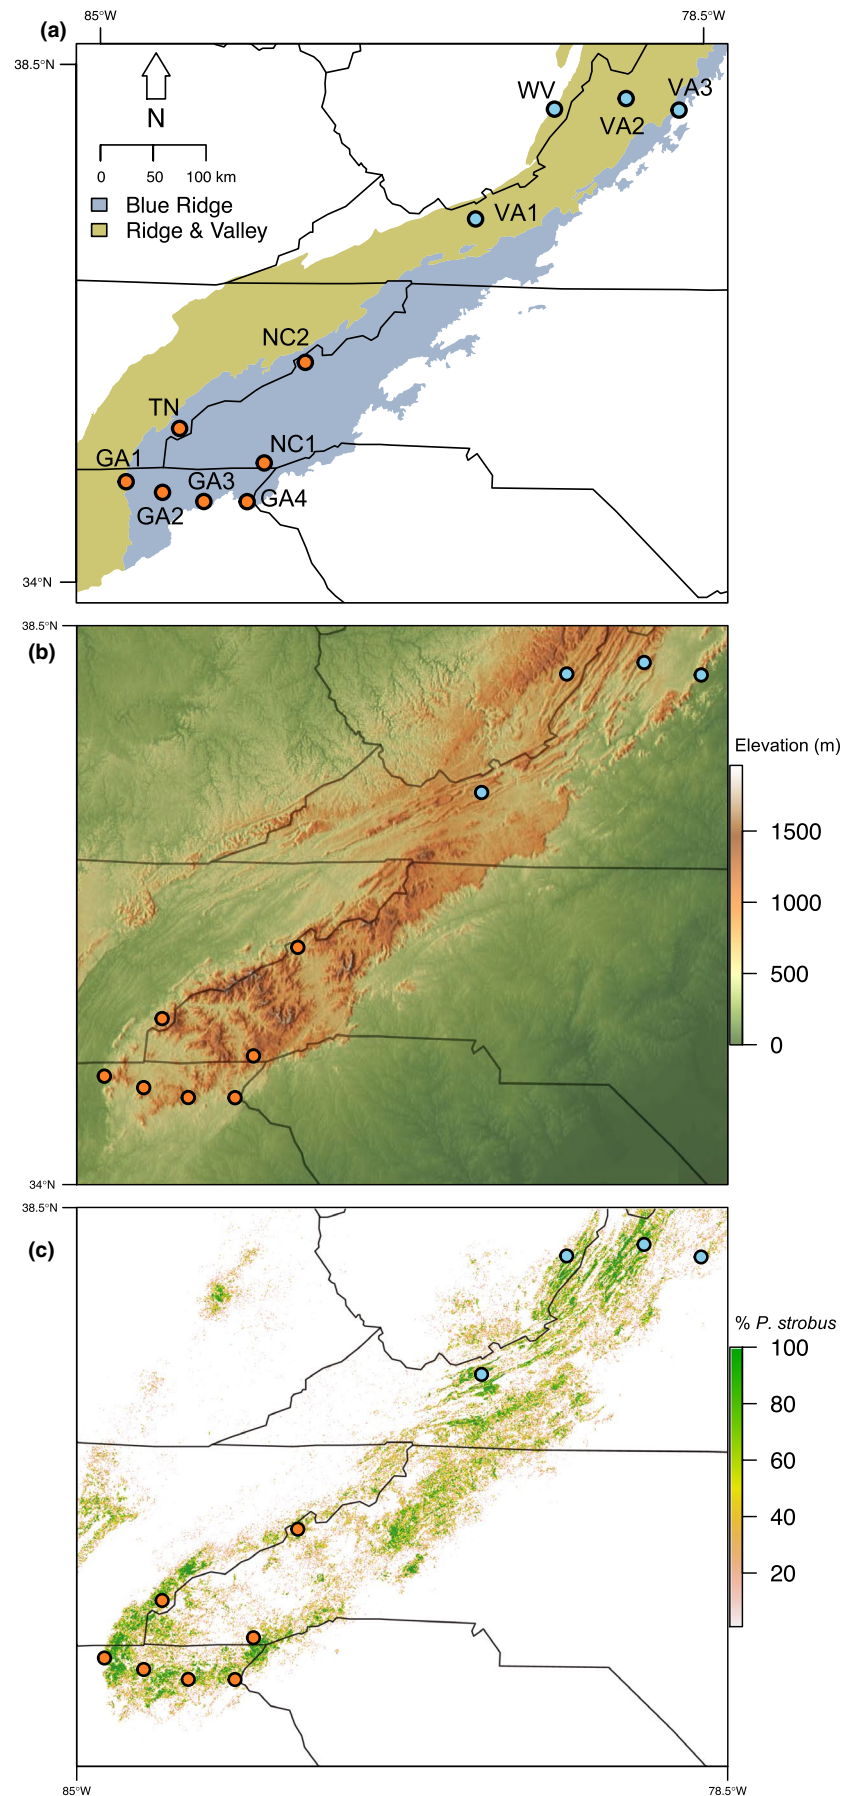 85°W
78.5°W
(a)
38.5°N
N
0 50 100 km
Blue Ridge
Ridge & Valley
WV
VA3
VA2
VA1
NC2
TN
NC1
GA1
GA3
GA4
GA2
34°N
38.5°N
(b)
Elevation (m)
1500
1000
500
0
34°N
38.5°N
(c)
% P. strobus
100
80
60
40
20
85°W
78.5°W